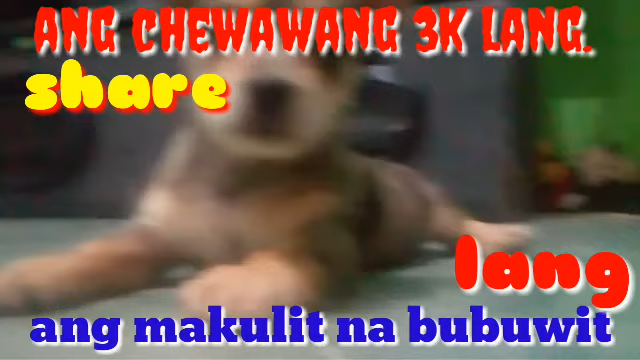 ANG CHEWAWANG 3K LANG.
share
lang
ang makulit na bubuwit